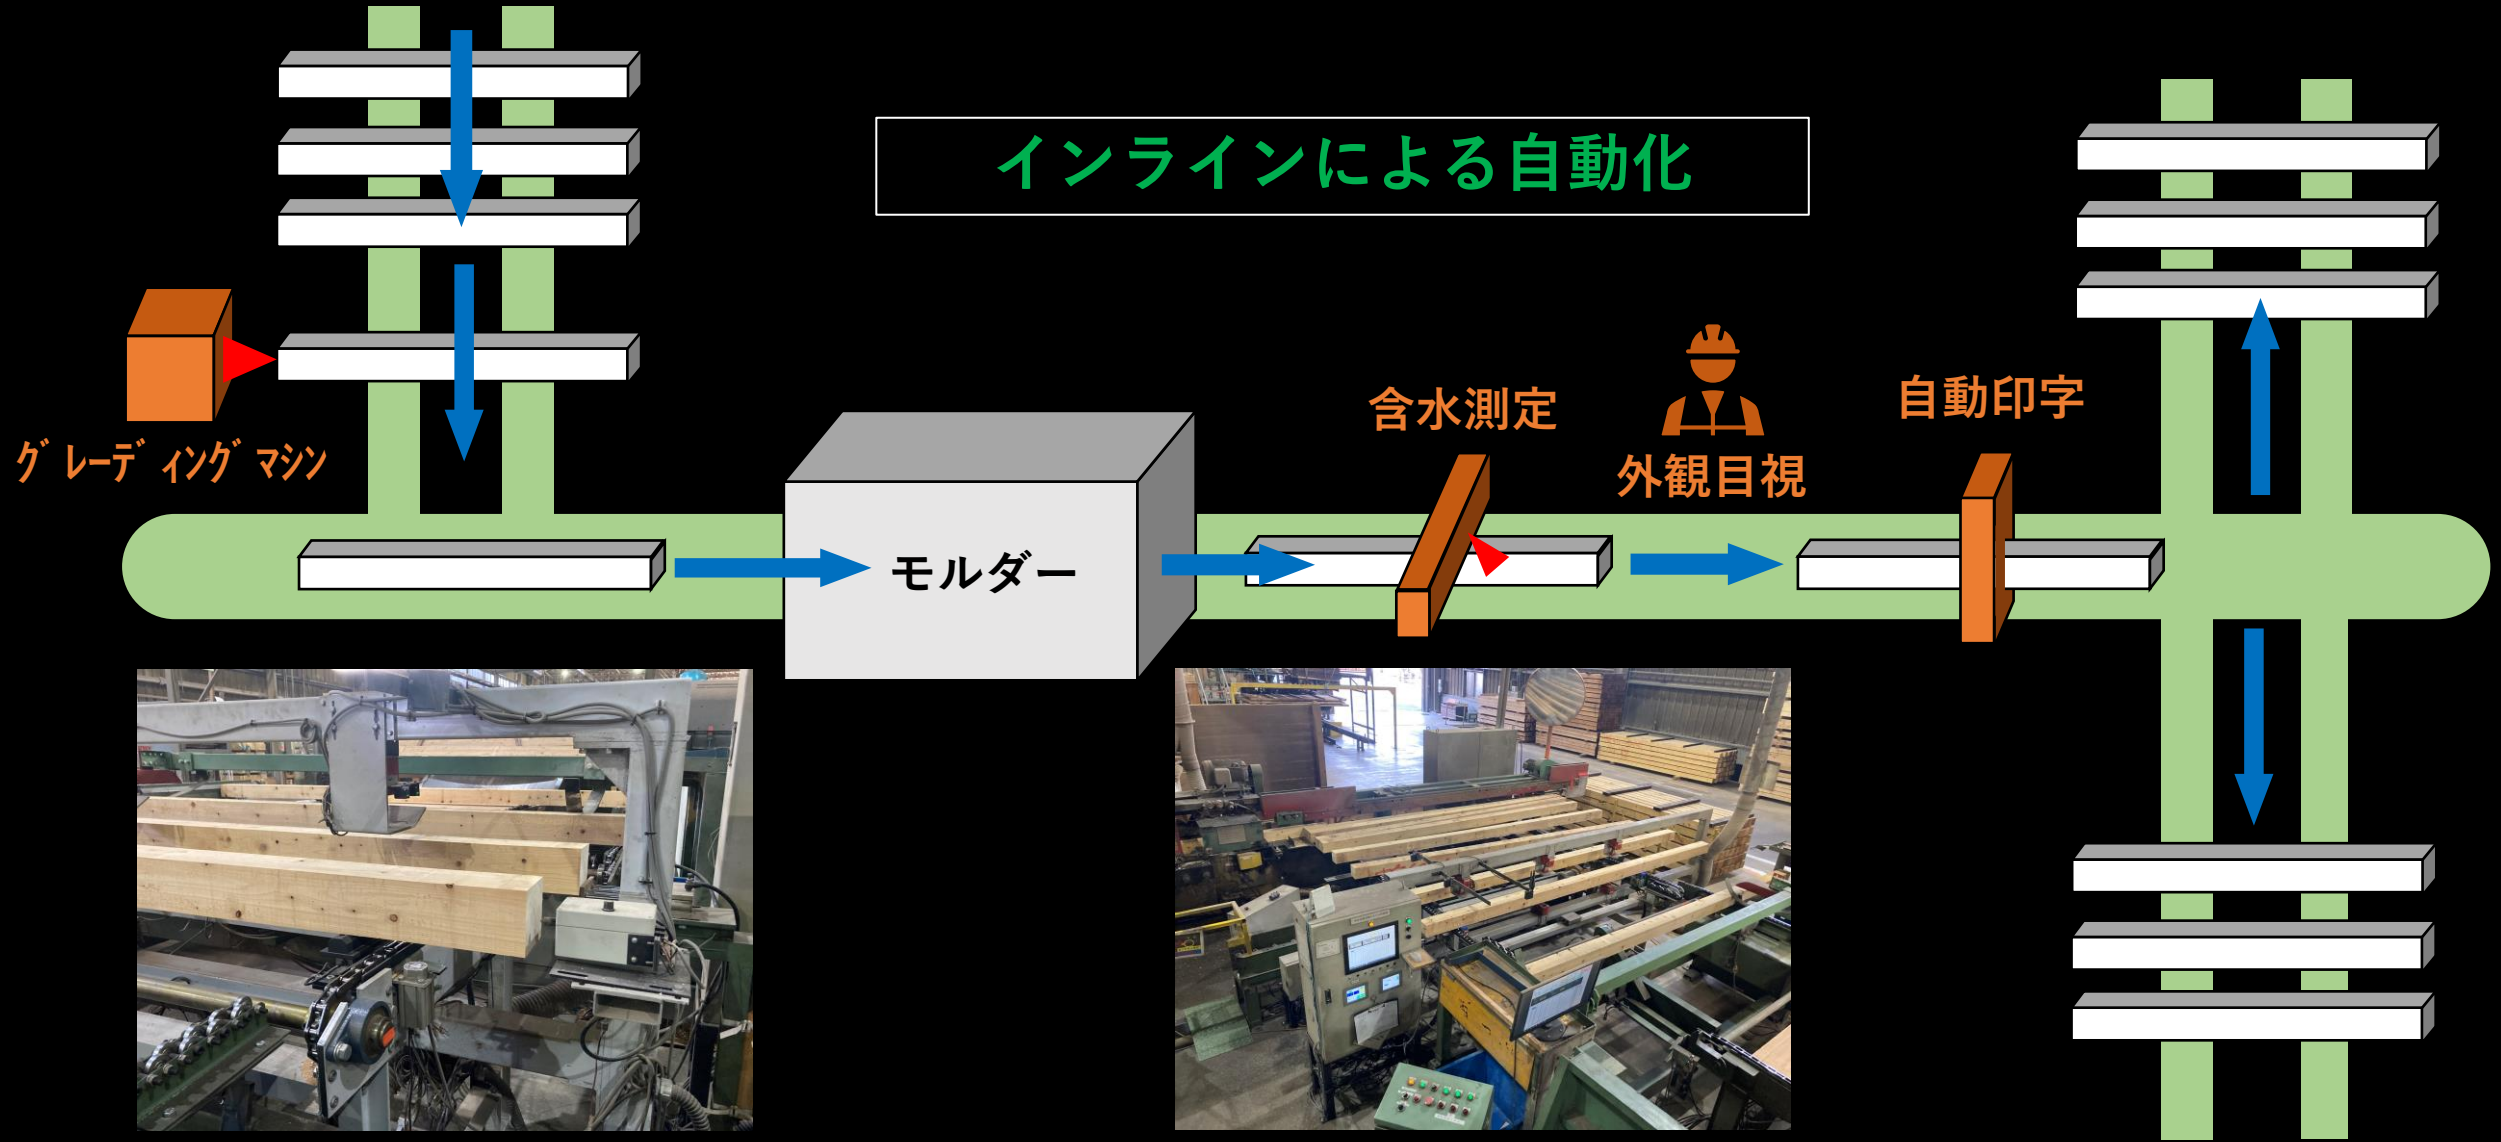 インラインによる自動化
グレーディングマシン
モルダー
含水測定
外観目視
自動印字